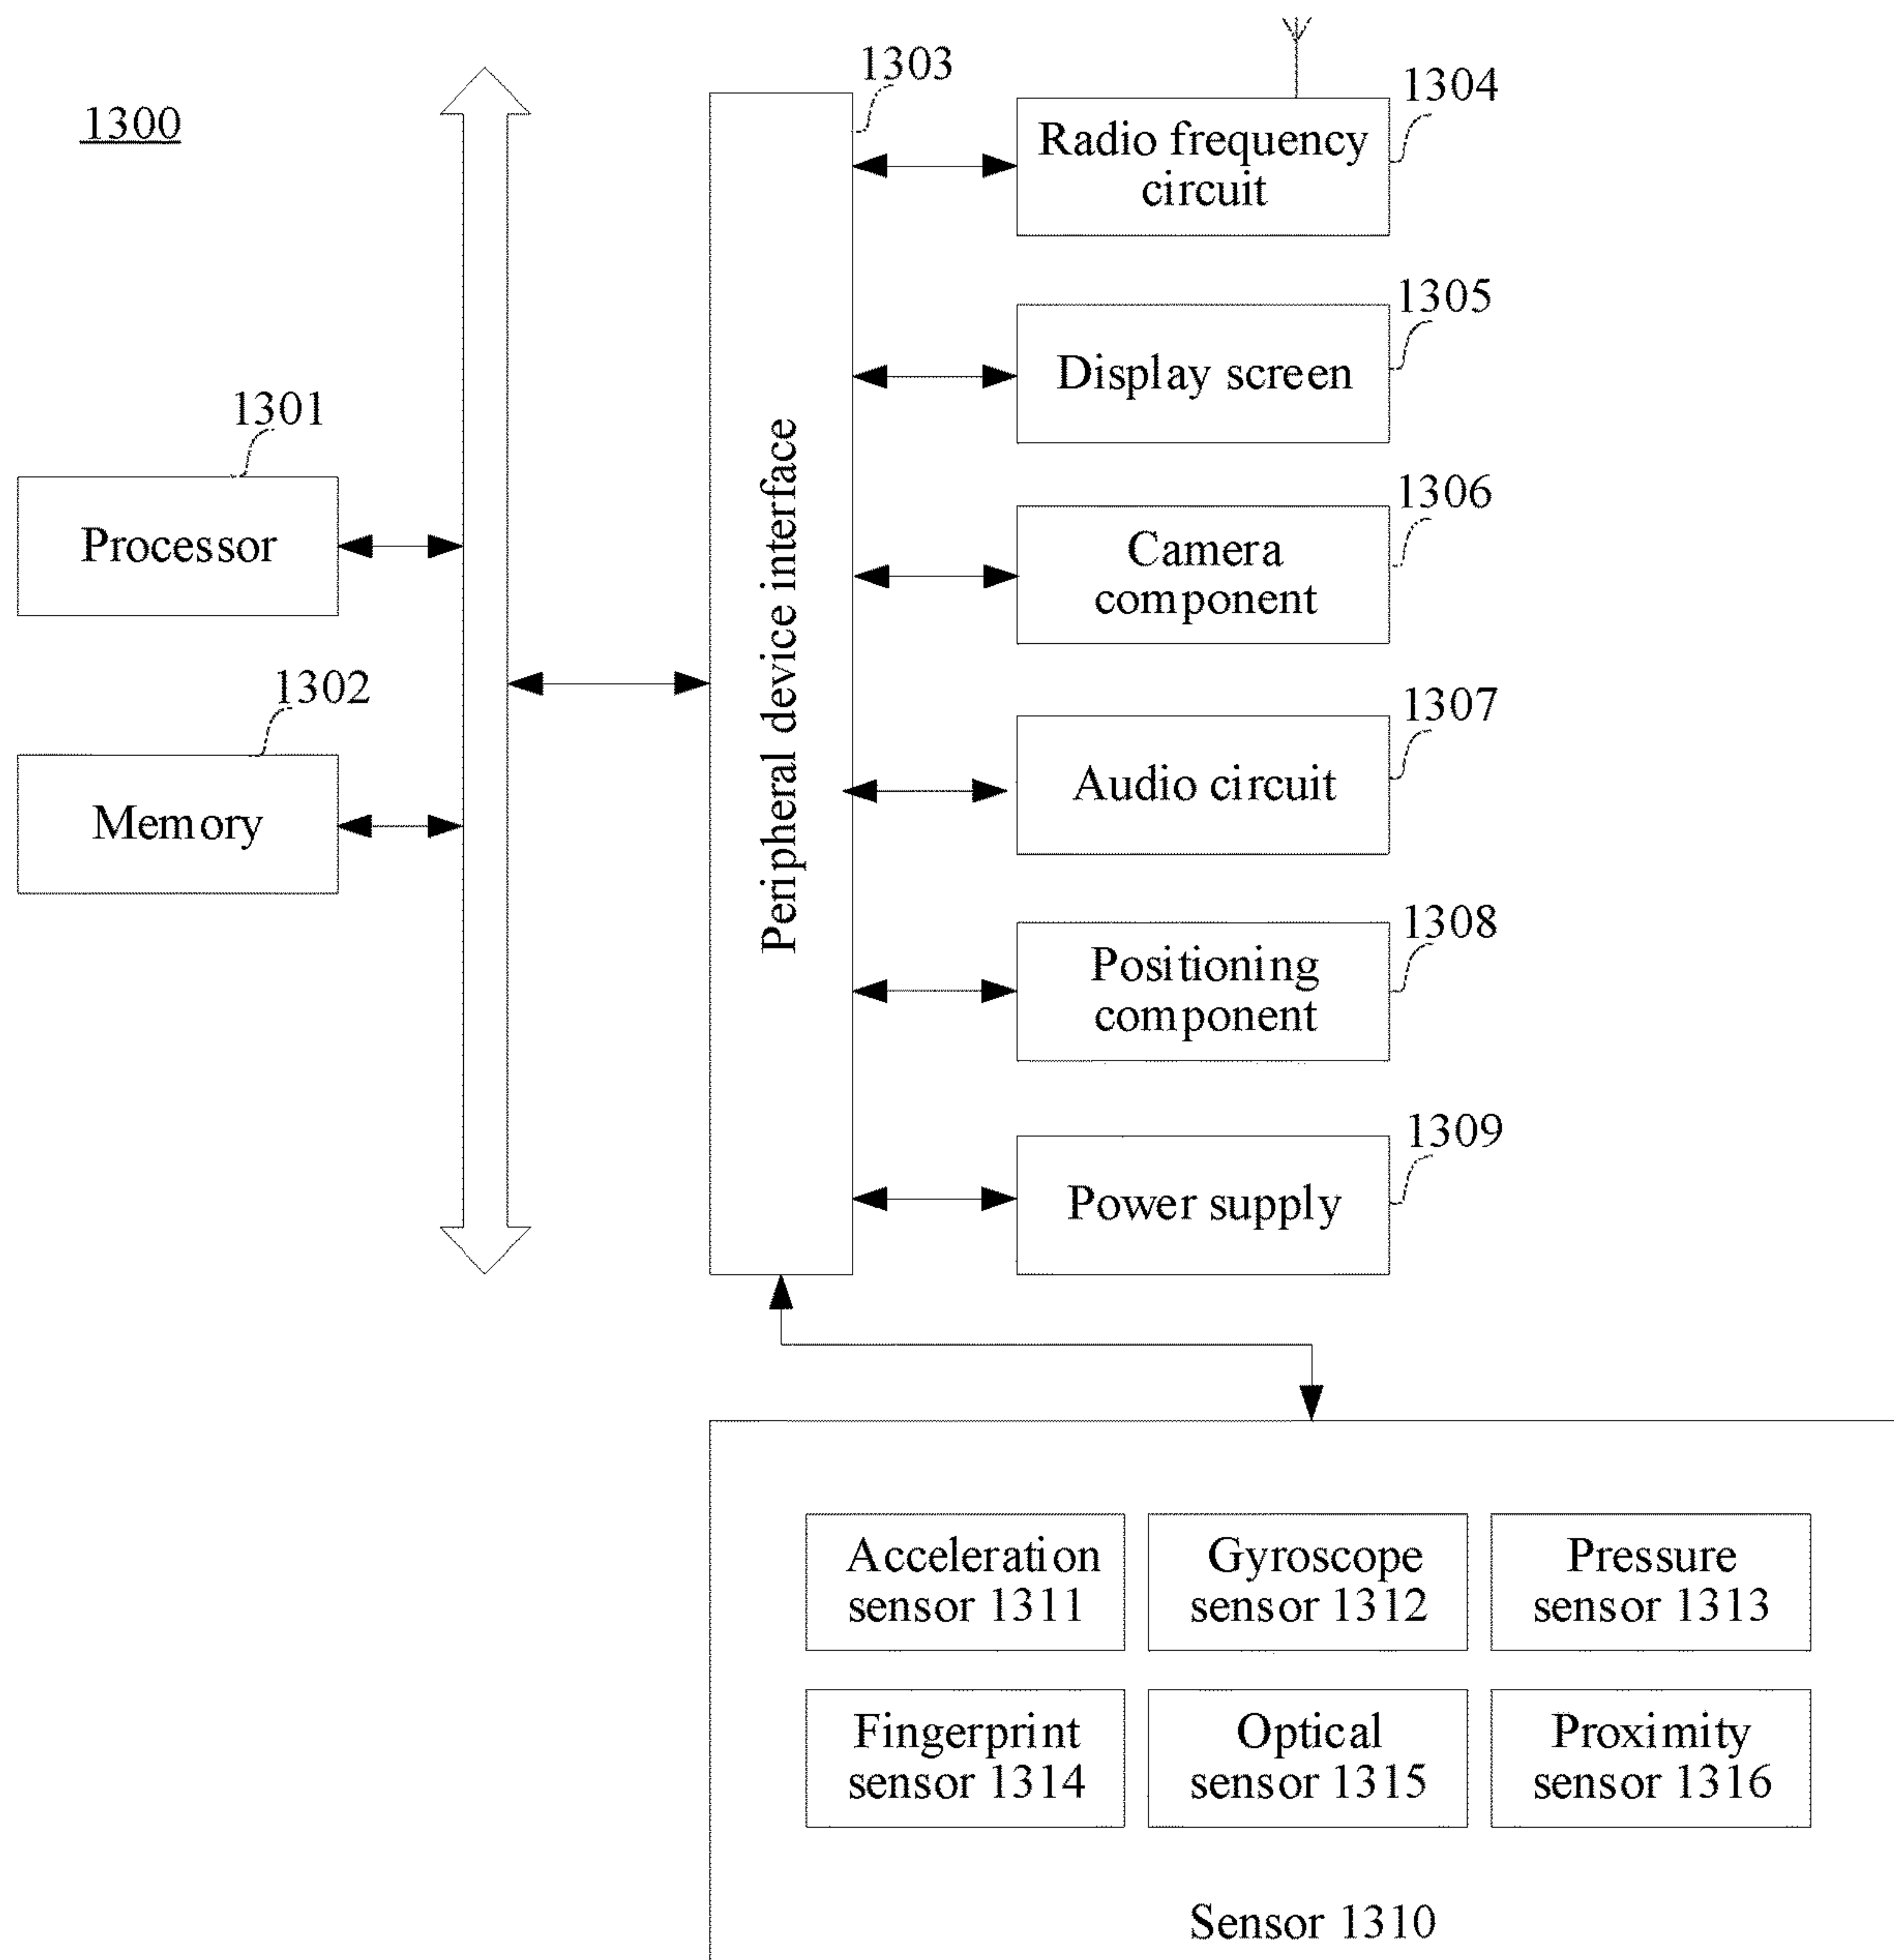 1300
1303
1304
Radio frequency
circuit
1305
Display screen
1301
Processor
1306
Camera
component
Peripheral device interface
1302
Memory
1307
Audio circuit
1308
Positioning
component
1309
Power supply
Acceleration
sensor 1311
Gyroscope
sensor 1312
Pressure
sensor 1313
Fingerprint
sensor 1314
Optical
sensor 1315
Proximity
sensor 1316
Sensor 1310